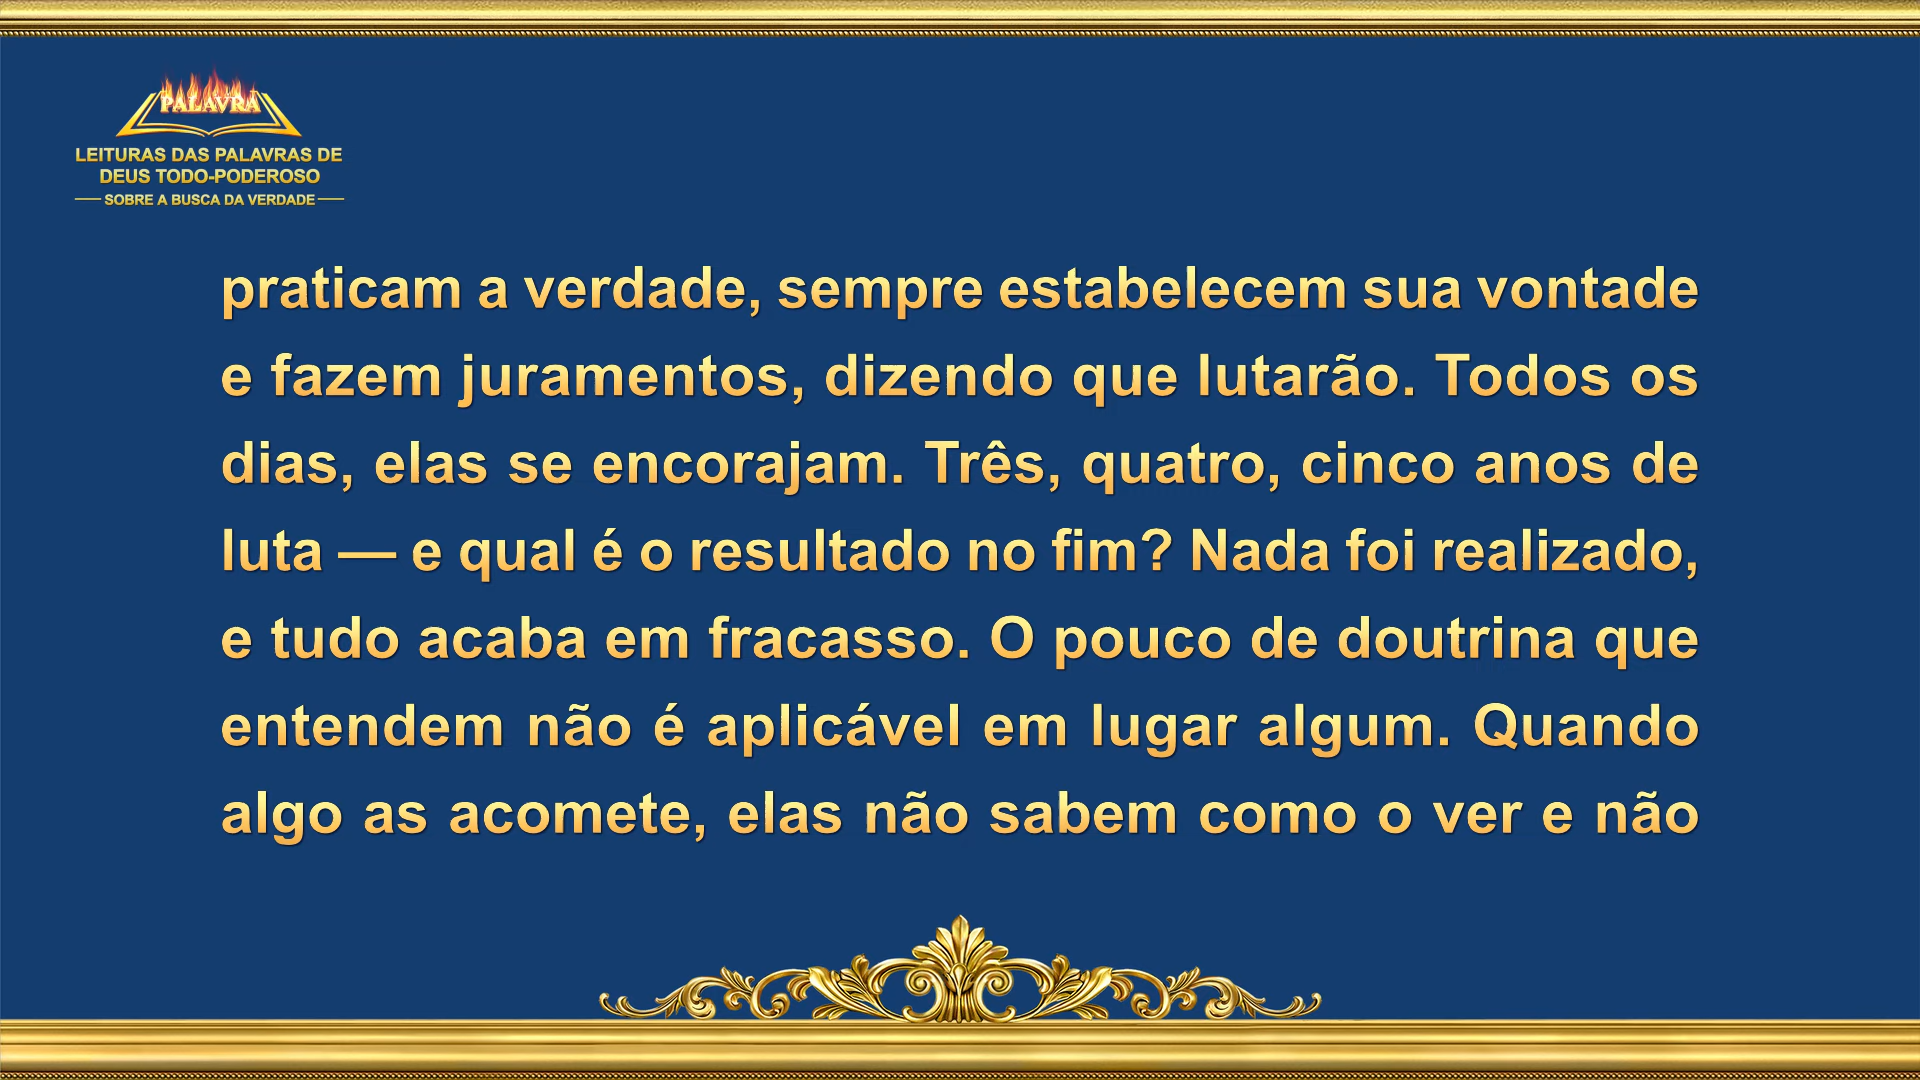 PALAVRA
LEITURAS DAS PALAVRAS DE
DEUS TODO-PODEROSO
SOBRE A BUSCA DA VERDADE
praticam a verdade, sempre estabelecem sua vontade
e fazem juramentos, dizendo que lutarão. Todos os
dias, elas se encorajam. Três, quatro, cinco anos de
luta — e qual é o resultado no fim? Nada foi realizado,
e tudo acaba em fracasso. O pouco de doutrina que
entendem não é aplicável em lugar algum. Quando
algo as acomete, elas não sabem como o ver e não